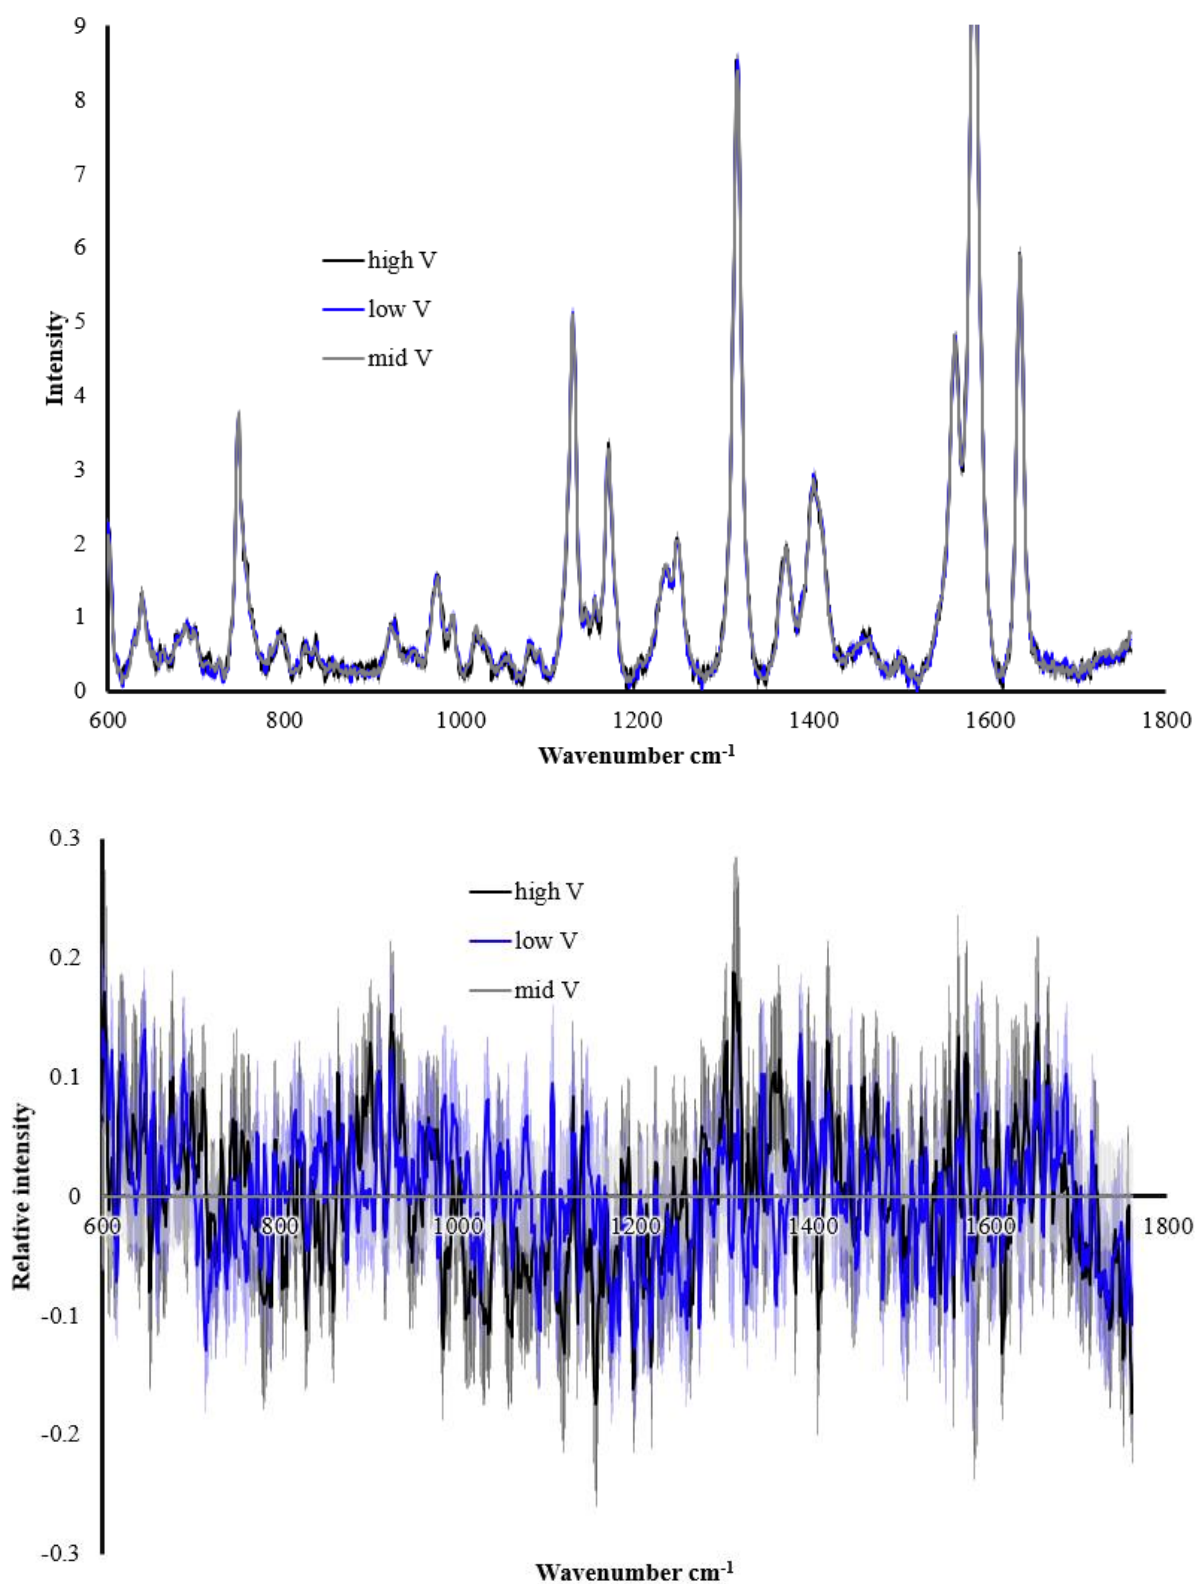 9
8
7
6
5
4
3
2
1
0
Intensity
high V
low V
mid V
600 800 1000 1200 1400 1600 1800
Wavenumber cm⁻¹
0.3
0.2
0.1
0
-0.1
-0.2
-0.3
Relative intensity
high V
low V
mid V
600 800 1000 1200 1400 1600 1800
Wavenumber cm⁻¹